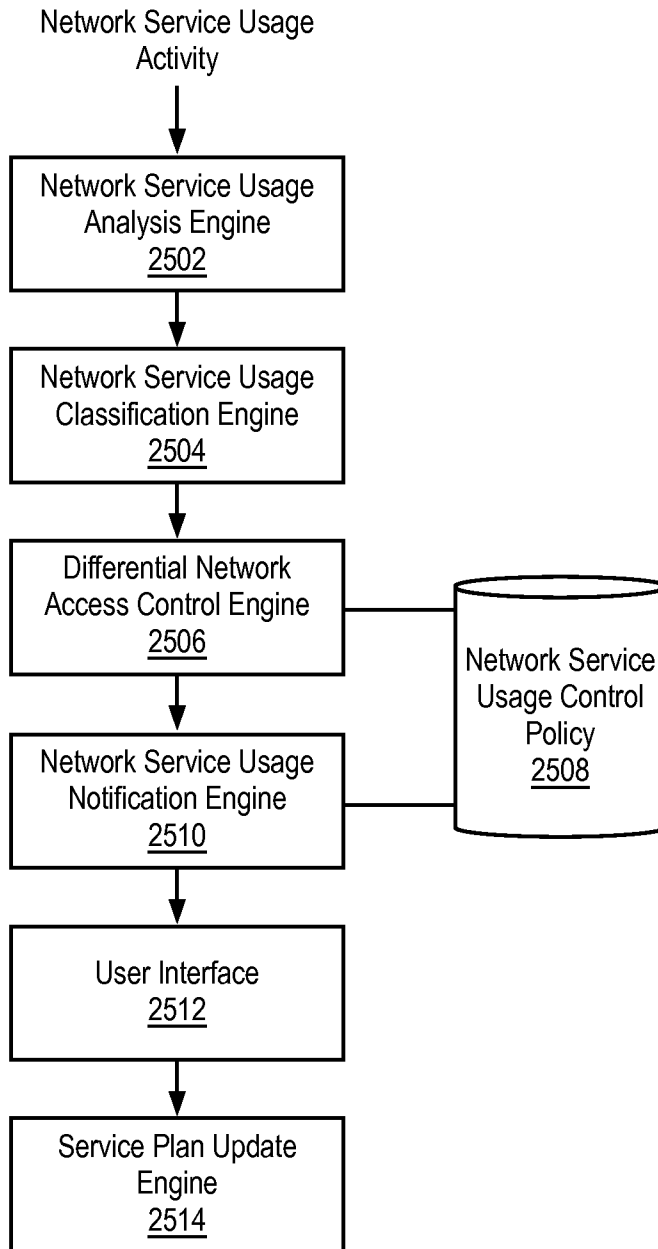 Network Service Usage
Activity
Network Service Usage
Analysis Engine
2502
Network Service Usage
Classification Engine
2504
Differential Network
Access Control Engine
2506
Network Service
Usage Control
Policy
2508
Network Service Usage
Notification Engine
2510
User Interface
2512
Service Plan Update
Engine
2514